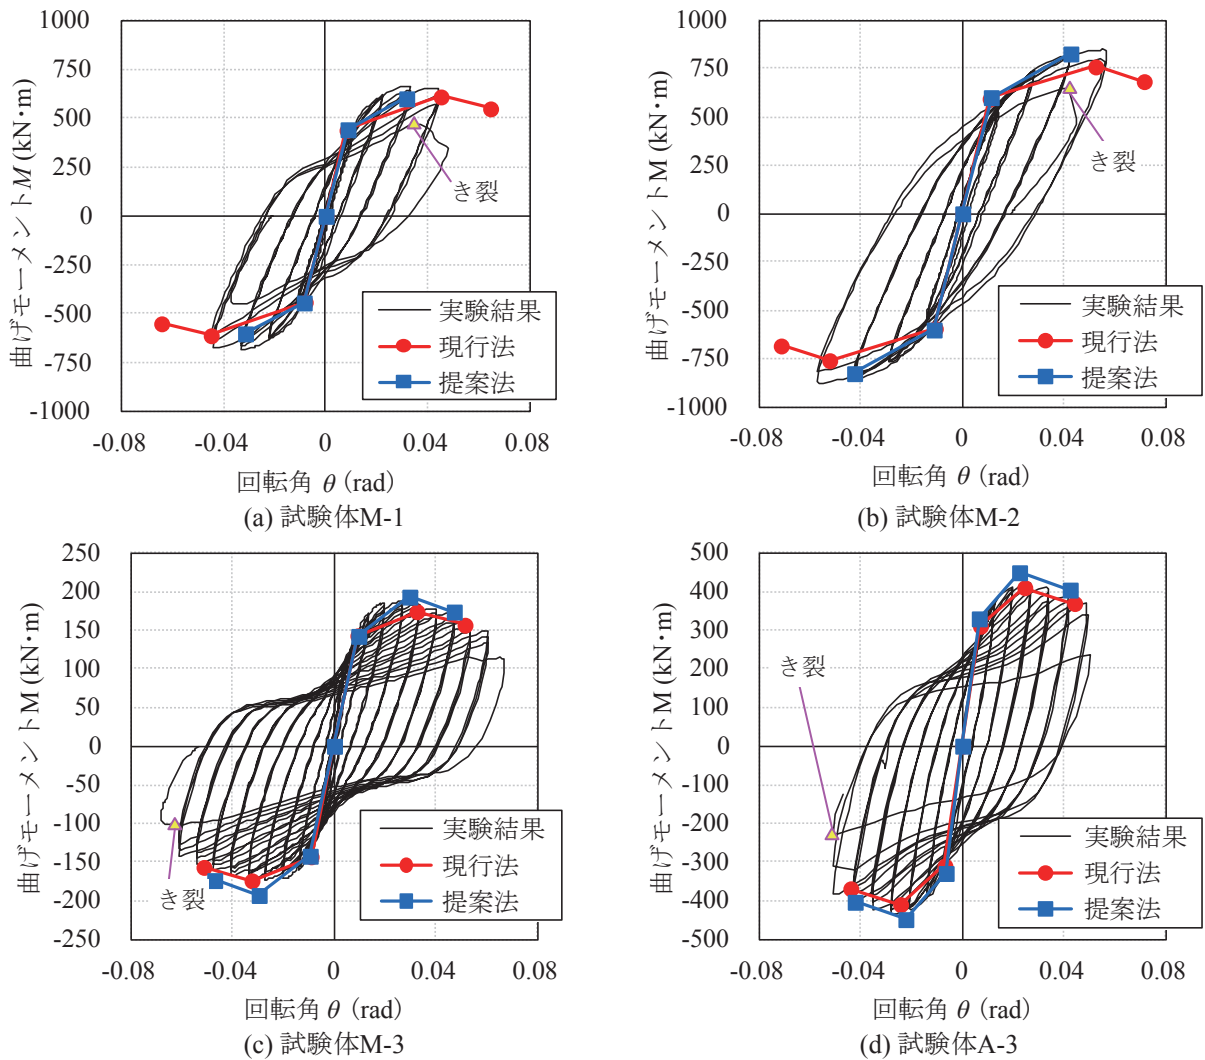 1000
750
500
250
0
-250
-500
-750
-1000
曲げモーメントM (kN・m)
き裂
実験結果
現行法
提案法
-0.08 -0.04 0 0.04 0.08
回転角 θ (rad)
(a) 試験体M-1
1000
750
500
250
0
-250
-500
-750
-1000
曲げモーメントM (kN・m)
き裂
実験結果
現行法
提案法
-0.08 -0.04 0 0.04 0.08
回転角 θ (rad)
(b) 試験体M-2
250
200
150
100
50
0
-50
-100
-150
-200
-250
曲げモーメントM (kN・m)
き裂
実験結果
現行法
提案法
-0.08 -0.04 0 0.04 0.08
回転角 θ (rad)
(c) 試験体M-3
500
400
300
200
100
0
-100
-200
-300
-400
-500
曲げモーメントM (kN・m)
き裂
実験結果
現行法
提案法
-0.08 -0.04 0 0.04 0.08
回転角 θ (rad)
(d) 試験体A-3